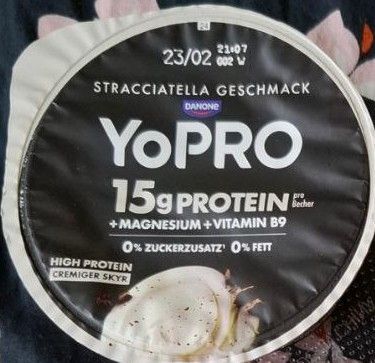 24
23/02 21:07
002 W
STRACCIATELLA GESCHMACK
DANONE
YoPRO
15g PROTEIN pro Becher
+ MAGNESIUM + VITAMIN B9
0% ZUCKERZUSATZ¹ 0% FETT
HIGH PROTEIN
CREMIGER SKYR